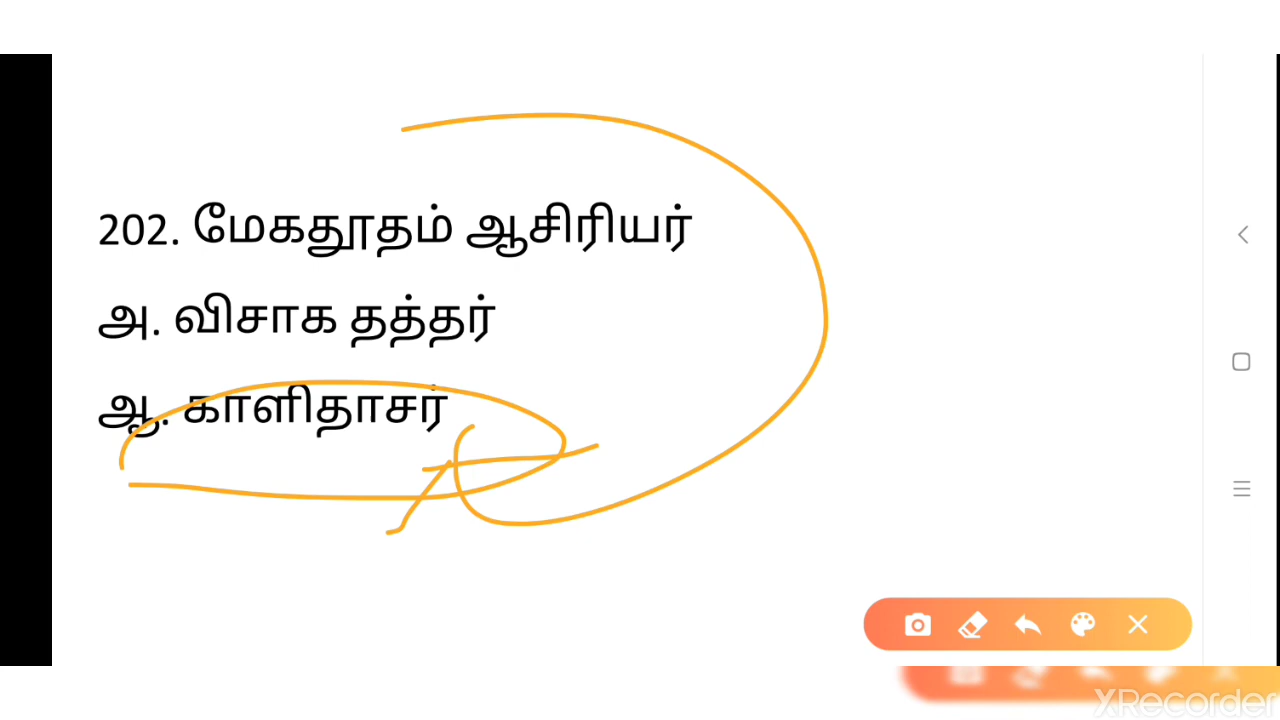 202. மேகதூதம் ஆசிரியர்
அ. விசாக தத்தர்
ஆ. காளிதாசர்
XRecorder